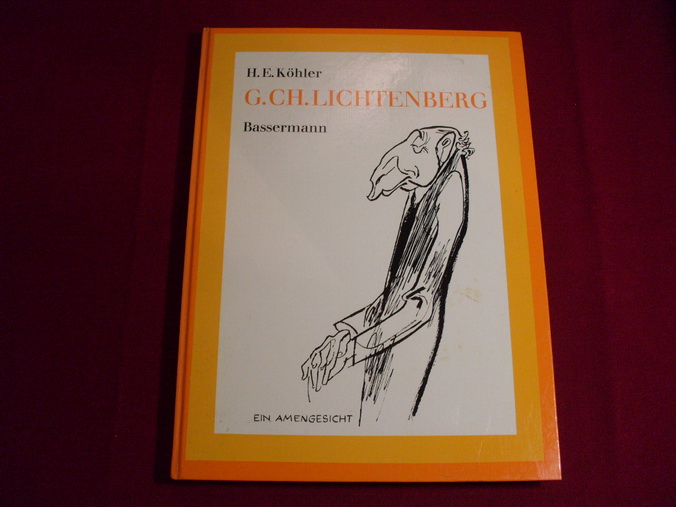 H. E. Köhler
G. CH. LICHTENBERG
Bassermann
EIN AMENGESICHT